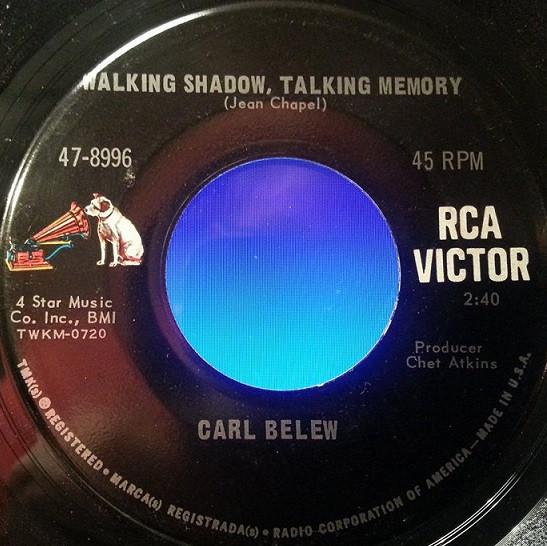 WALKING SHADOW, TALKING MEMORY
(Jean Chapel)
47-8996
45 RPM
RCA
VICTOR
2:40
4 Star Music
Co. Inc., BMI
TWKM-0720
Producer
Chet Atkins
CARL BELEW
TMK(s) ® REGISTERED • MARCA(s) REGISTRADA(s) • RADIO CORPORATION OF AMERICA—MADE IN U.S.A.